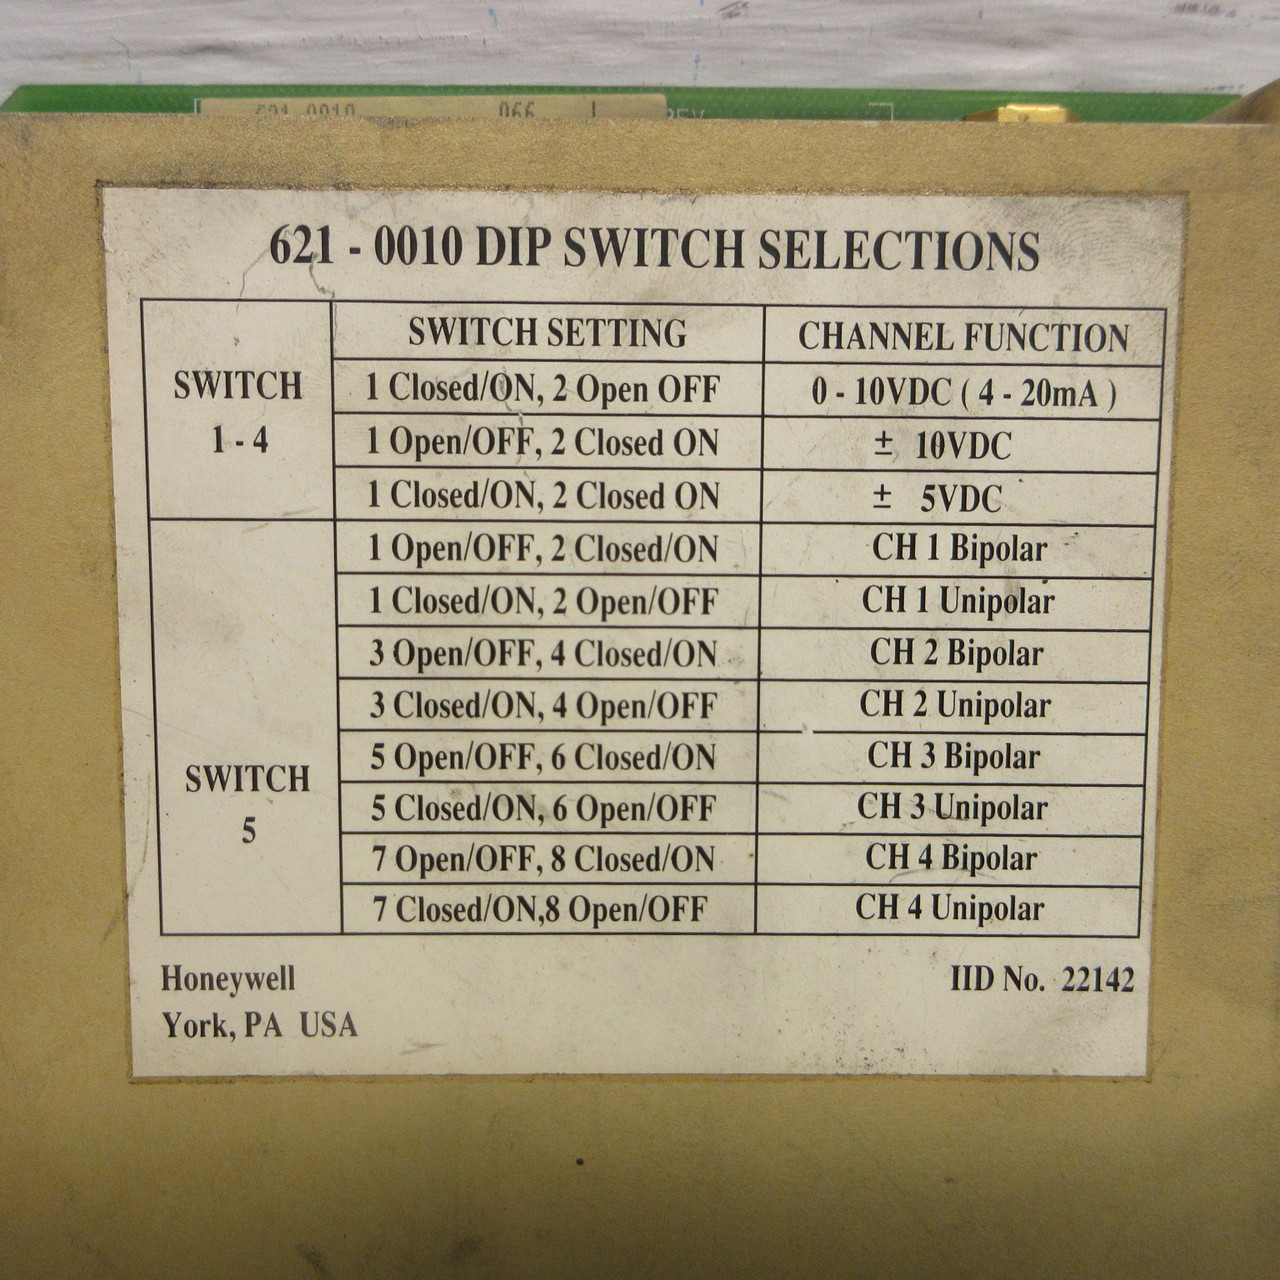 621-0010 066
REV
621 - 0010 DIP SWITCH SELECTIONS
SWITCH SETTING CHANNEL FUNCTION
SWITCH
1 - 4
1 Closed/ON, 2 Open OFF 0 - 10VDC ( 4 - 20mA )
1 Open/OFF, 2 Closed ON ± 10VDC
1 Closed/ON, 2 Closed ON ± 5VDC
SWITCH
5
1 Open/OFF, 2 Closed/ON CH 1 Bipolar
1 Closed/ON, 2 Open/OFF CH 1 Unipolar
3 Open/OFF, 4 Closed/ON CH 2 Bipolar
3 Closed/ON, 4 Open/OFF CH 2 Unipolar
5 Open/OFF, 6 Closed/ON CH 3 Bipolar
5 Closed/ON, 6 Open/OFF CH 3 Unipolar
7 Open/OFF, 8 Closed/ON CH 4 Bipolar
7 Closed/ON,8 Open/OFF CH 4 Unipolar
Honeywell IID No. 22142
York, PA USA